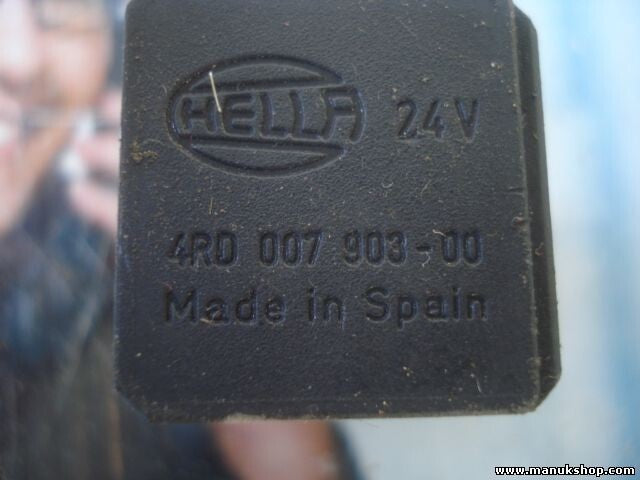 HELLA 24V
4RD 007 903-00
Made in Spain
www.manukshop.com